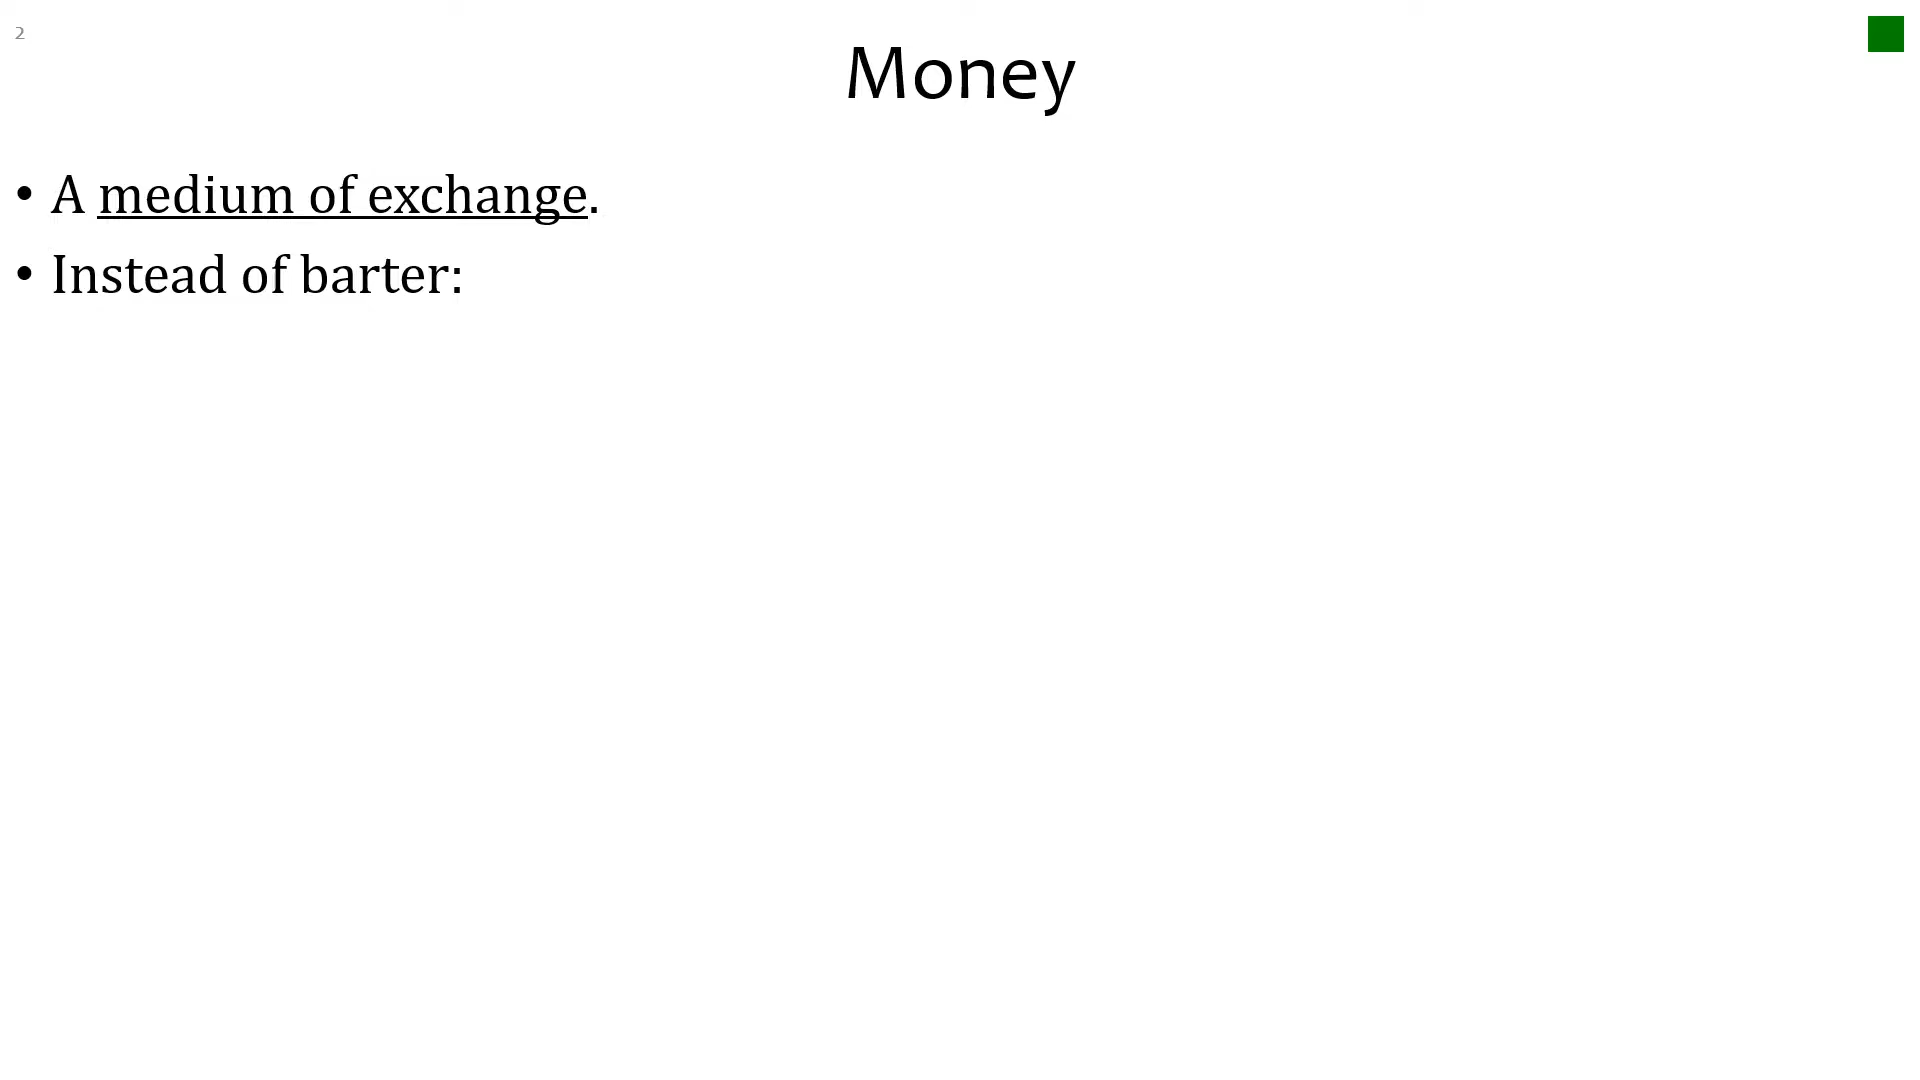 2
Money
• A medium of exchange.
• Instead of barter: